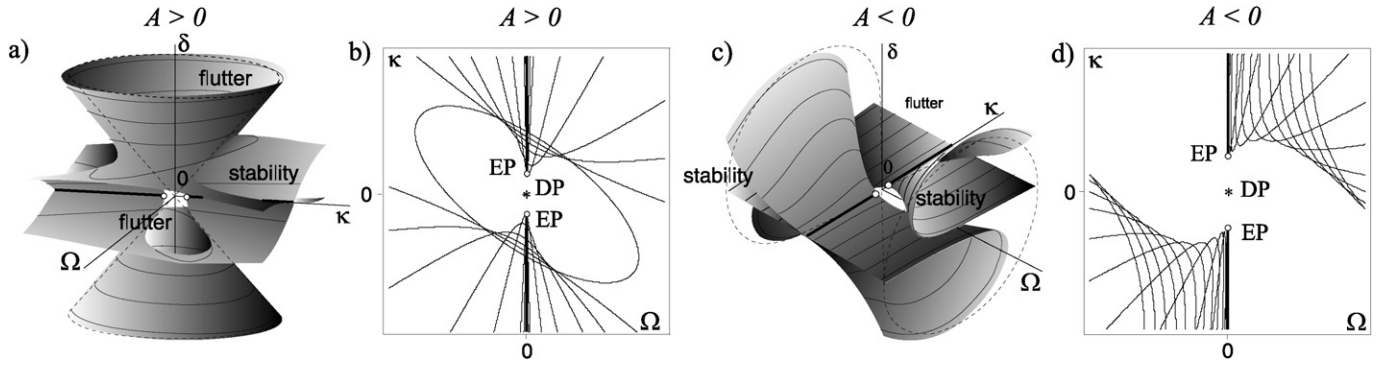 A > 0
a)
δ
flutter
0
stability
flutter
κ
Ω
A > 0
b)
κ
EP
DP
EP
0
Ω
0
A < 0
c)
δ
flutter
κ
0
stability
stability
Ω
A < 0
d)
κ
EP
DP
EP
0
Ω
0